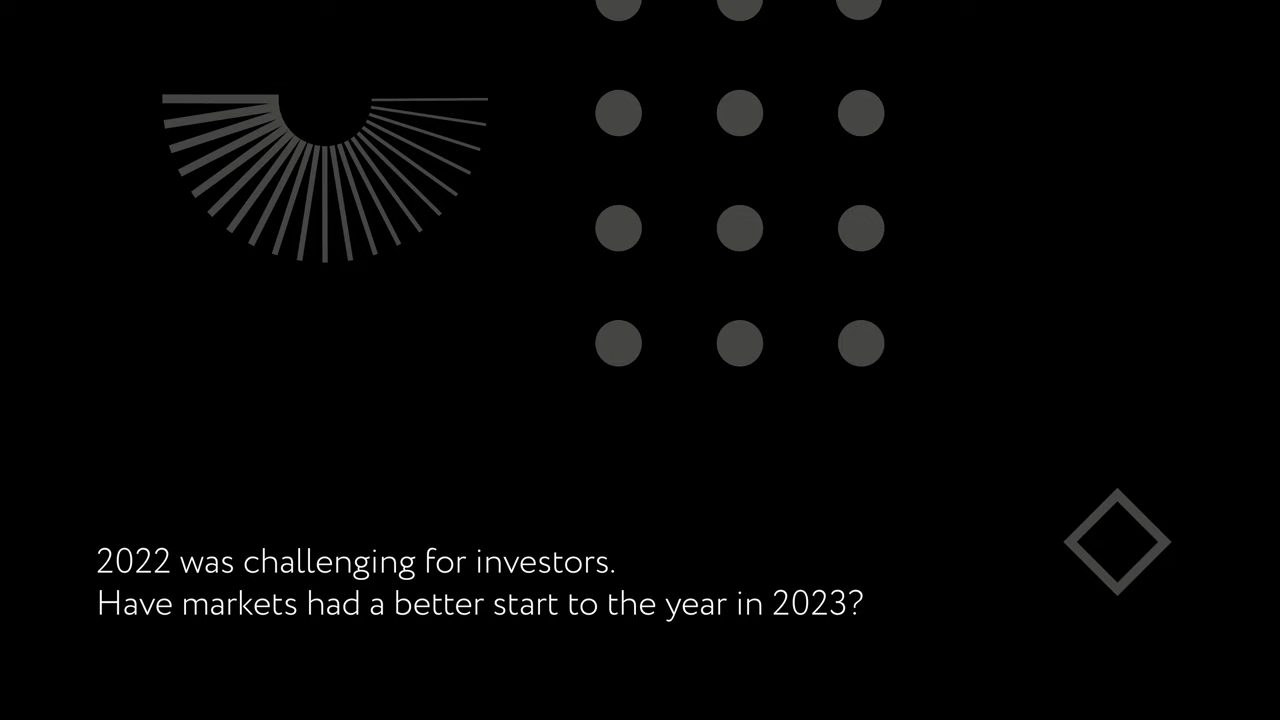 2022 was challenging for investors.
Have markets had a better start to the year in 2023?